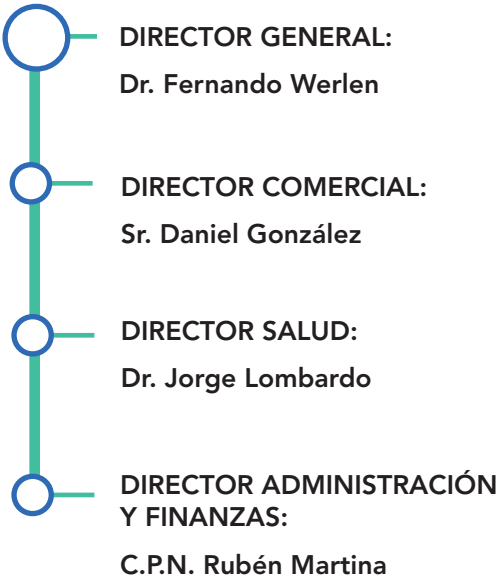 DIRECTOR GENERAL:
Dr. Fernando Werlen
DIRECTOR COMERCIAL:
Sr. Daniel González
DIRECTOR SALUD:
Dr. Jorge Lombardo
DIRECTOR ADMINISTRACIÓN
Y FINANZAS:
C.P.N. Rubén Martina